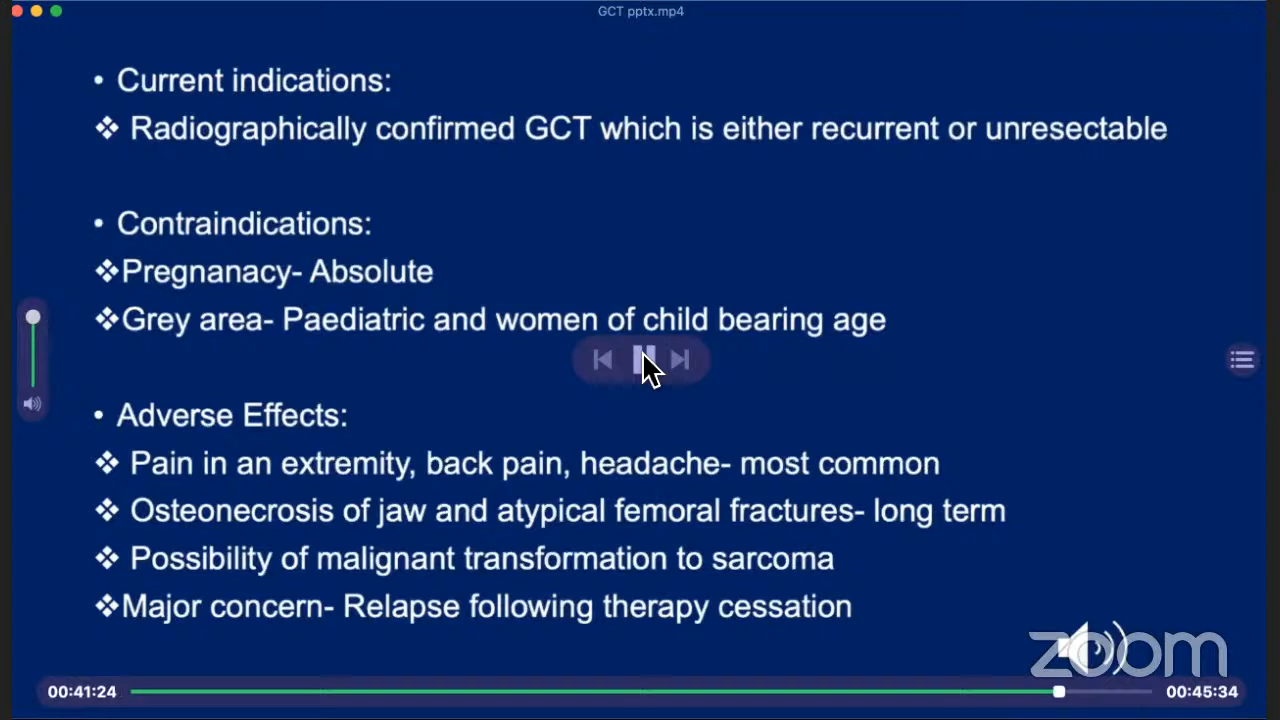 GCT pptx.mp4
• Current indications:
❖ Radiographically confirmed GCT which is either recurrent or unresectable
• Contraindications:
❖Pregnanacy- Absolute
❖Grey area- Paediatric and women of child bearing age
• Adverse Effects:
❖ Pain in an extremity, back pain, headache- most common
❖ Osteonecrosis of jaw and atypical femoral fractures- long term
❖ Possibility of malignant transformation to sarcoma
❖Major concern- Relapse following therapy cessation
zoom
00:41:24
00:45:34